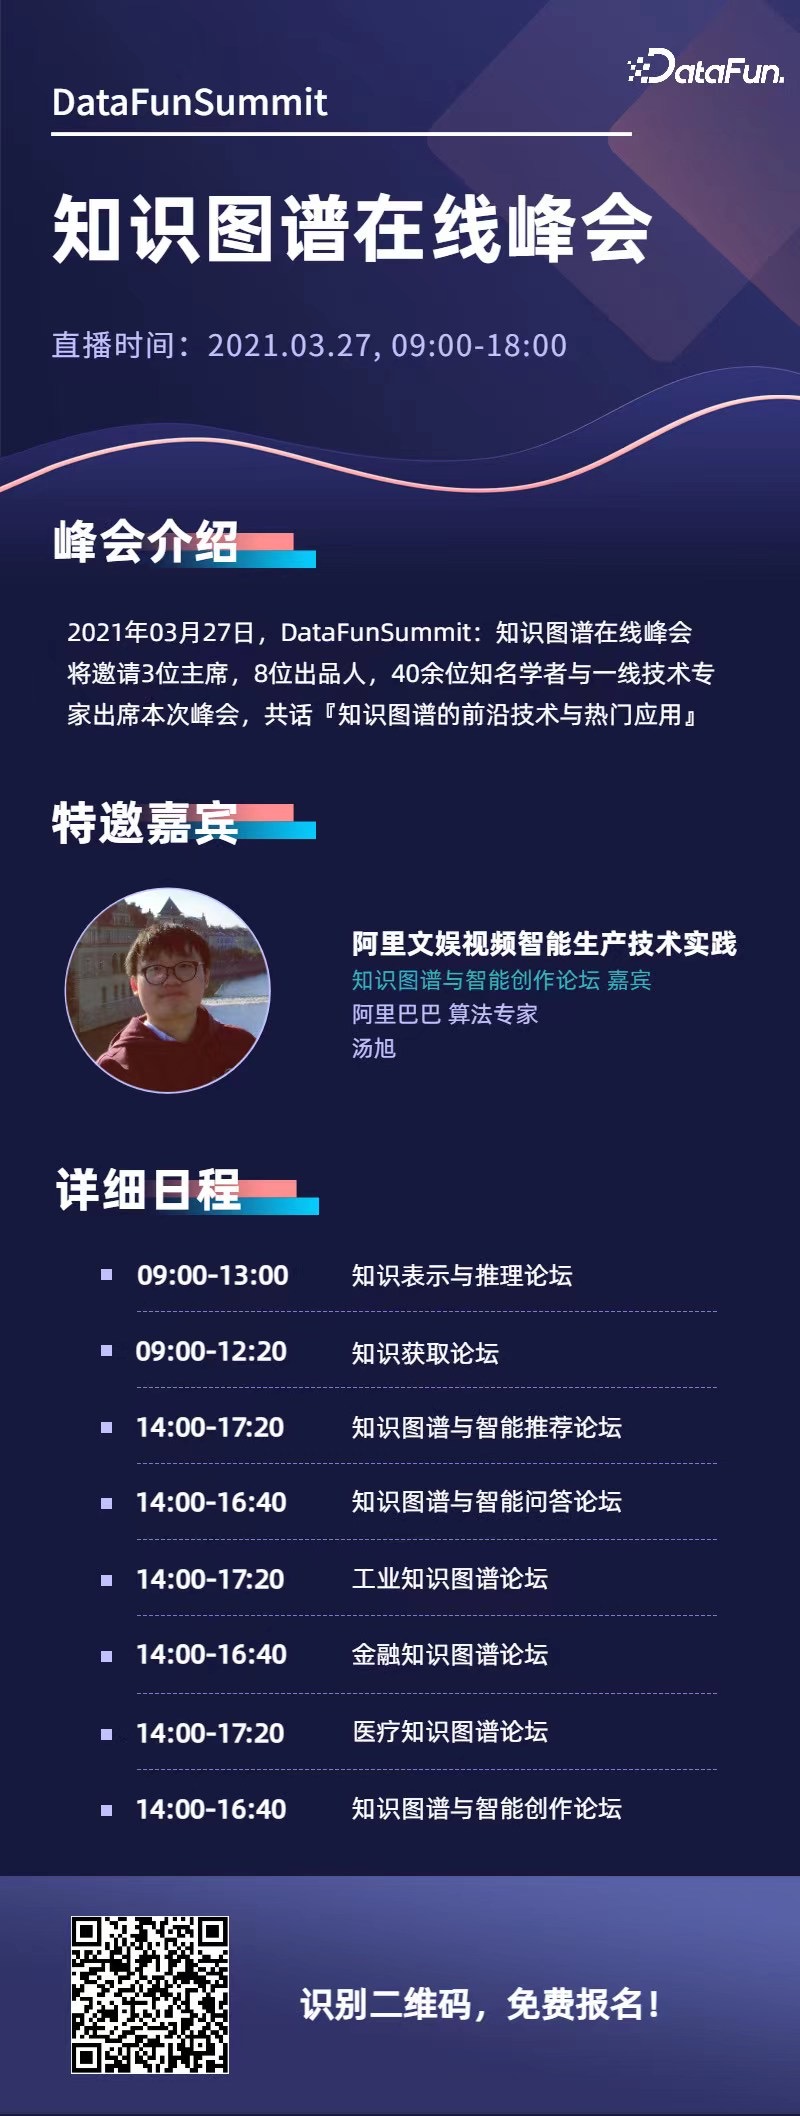 DataFun.
DataFunSummit
知识图谱在线峰会
直播时间：2021.03.27, 09:00-18:00
峰会介绍
2021年03月27日，DataFunSummit：知识图谱在线峰会
将邀请3位主席，8位出品人，40余位知名学者与一线技术专
家出席本次峰会，共话『知识图谱的前沿技术与热门应用』
特邀嘉宾
阿里文娱视频智能生产技术实践
知识图谱与智能创作论坛 嘉宾
阿里巴巴 算法专家
汤旭
详细日程
09:00-13:00 知识表示与推理论坛
09:00-12:20 知识获取论坛
14:00-17:20 知识图谱与智能推荐论坛
14:00-16:40 知识图谱与智能问答论坛
14:00-17:20 工业知识图谱论坛
14:00-16:40 金融知识图谱论坛
14:00-17:20 医疗知识图谱论坛
14:00-16:40 知识图谱与智能创作论坛
识别二维码，免费报名！